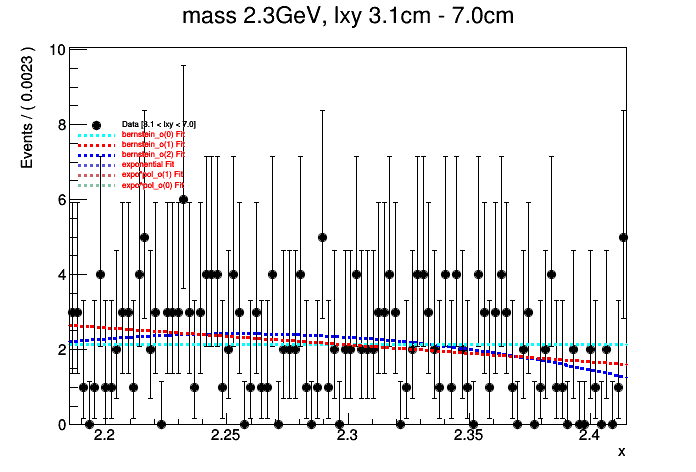 mass 2.3GeV, lxy 3.1cm - 7.0cm
Events / ( 0.0023 )
10
8
6
4
2
0
Data [3.1 < lxy < 7.0]
bernstein_o(0) Fit
bernstein_o(1) Fit
bernstein_o(2) Fit
exponential Fit
expo*pol_o(1) Fit
expo*pol_o(0) Fit
2.2 2.25 2.3 2.35 2.4
x